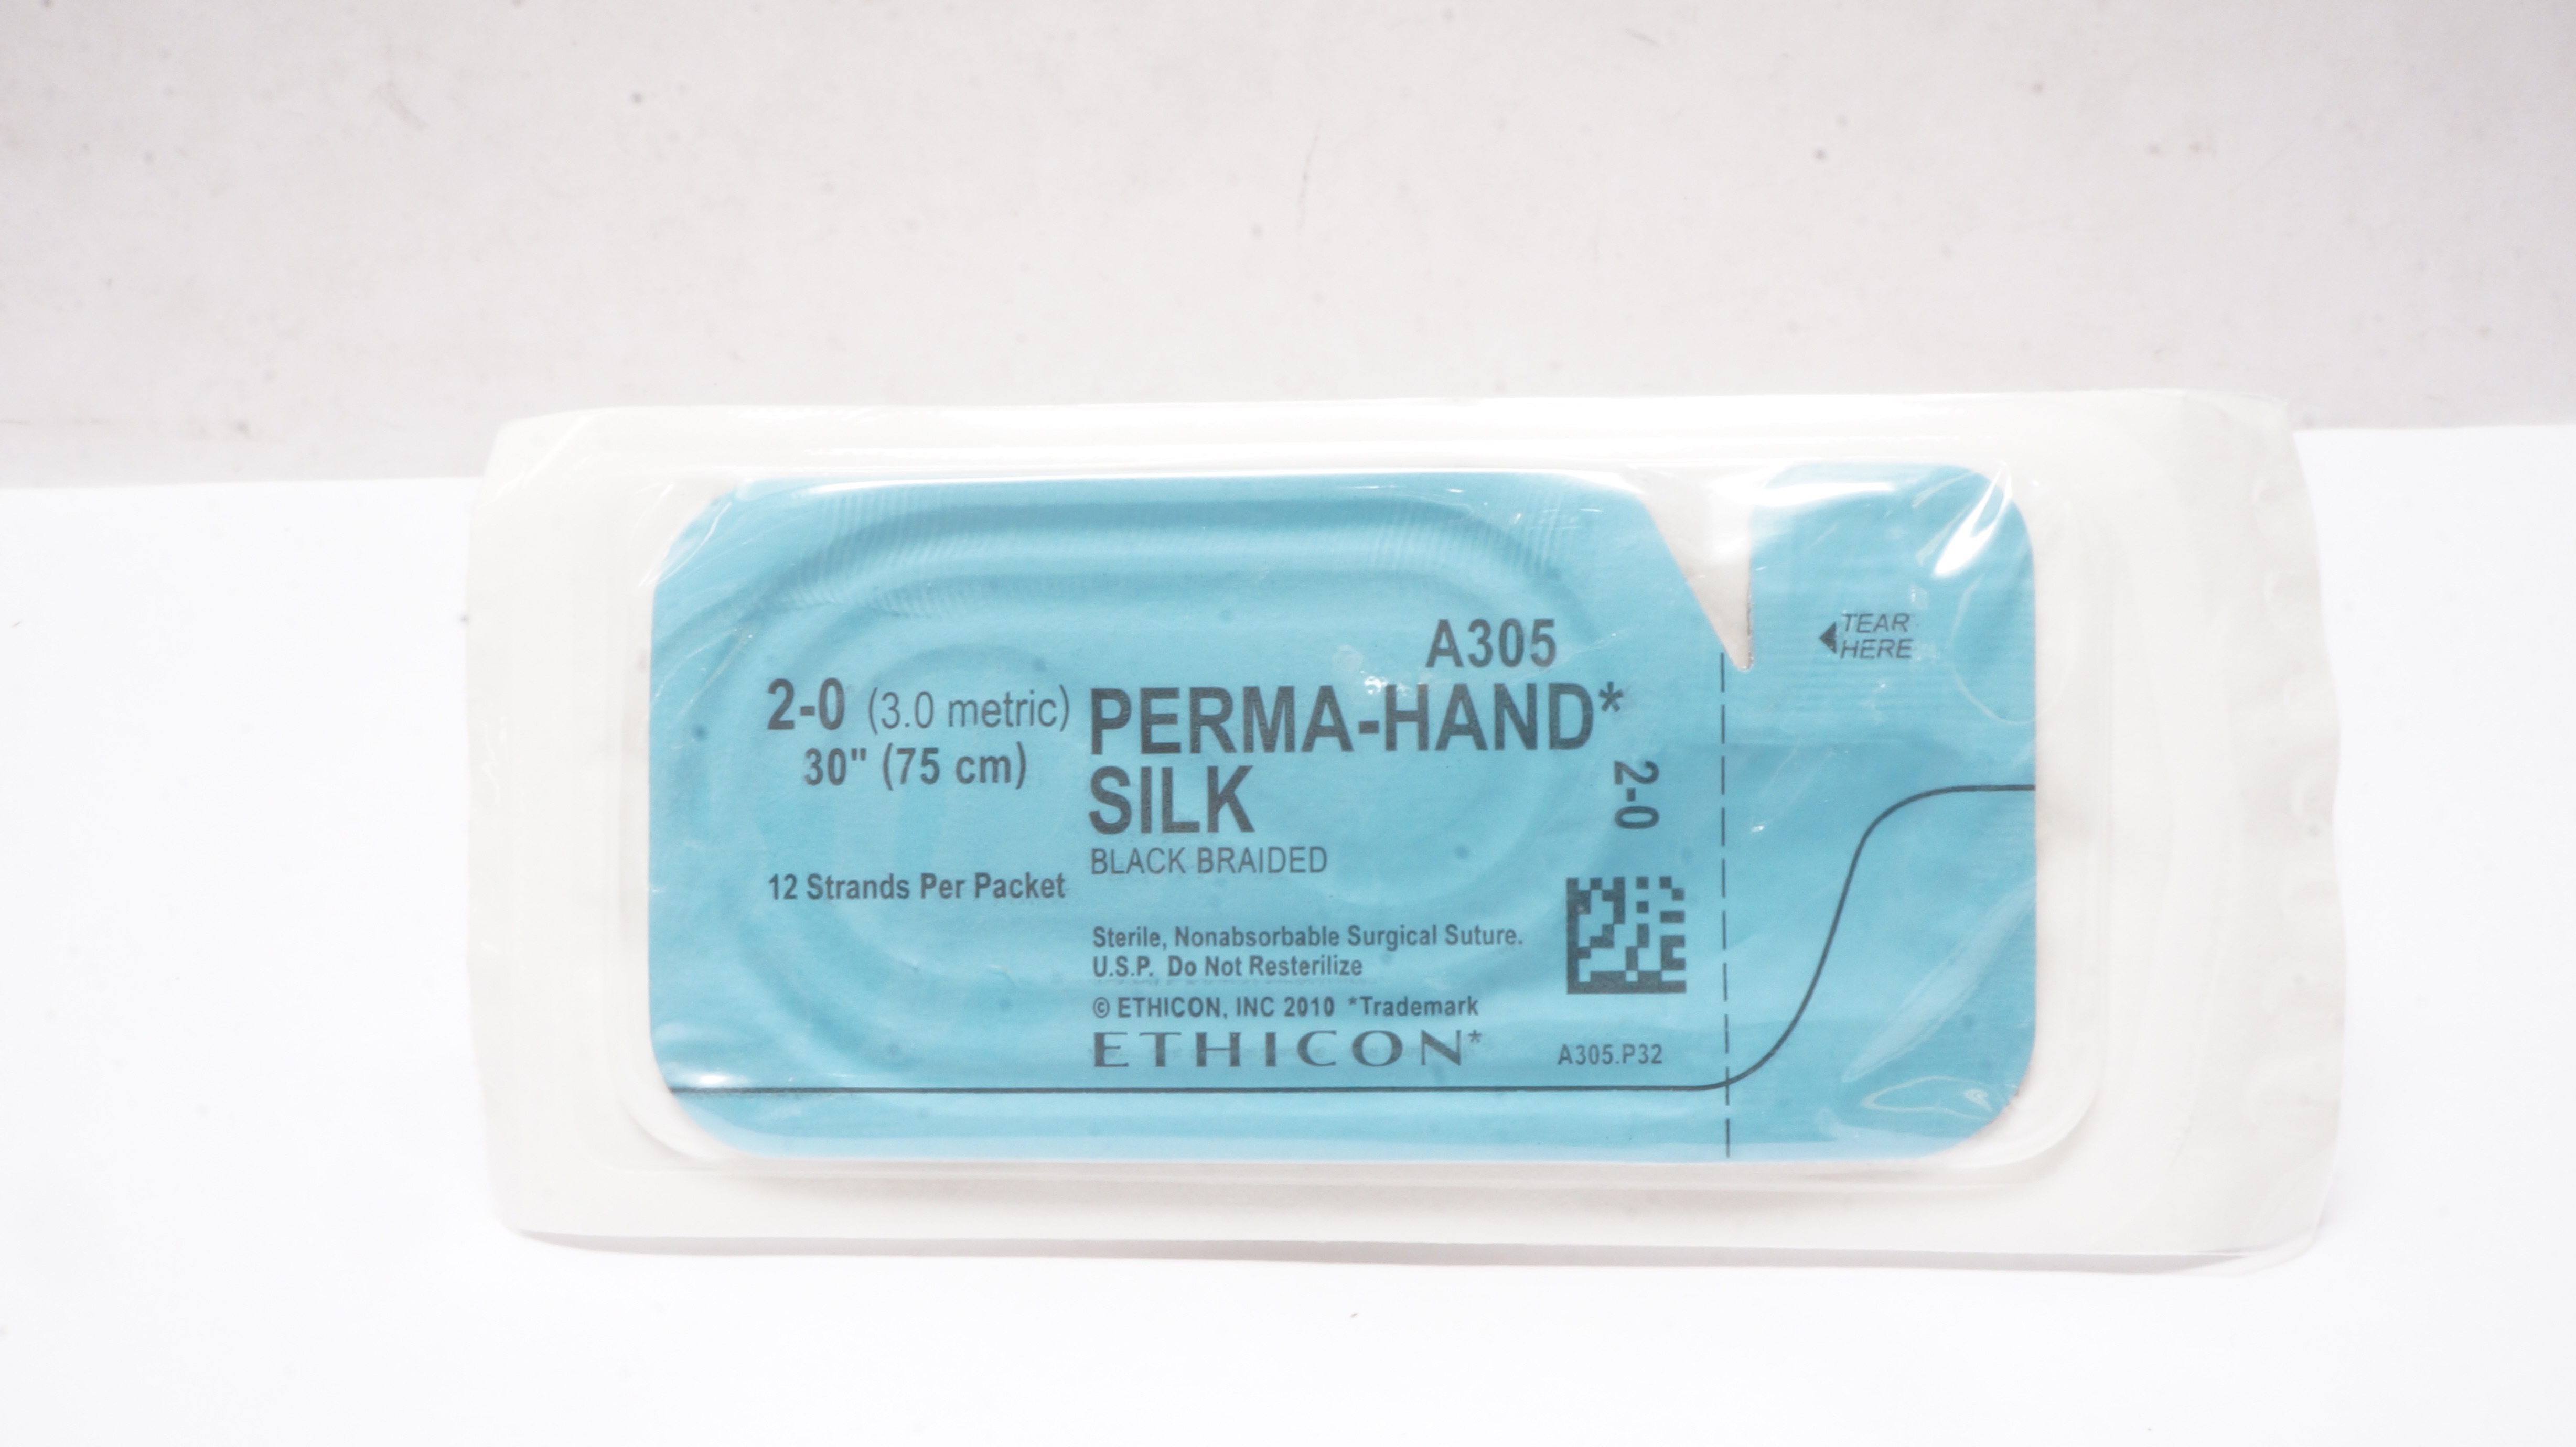 A305
2-0 (3.0 metric)
30" (75 cm)
PERMA-HAND*
SILK
BLACK BRAIDED
12 Strands Per Packet
2-0
Sterile, Nonabsorbable Surgical Suture.
U.S.P. Do Not Resterilize
© ETHICON, INC 2010 *Trademark
ETHICON*
A305.P32
TEAR
HERE